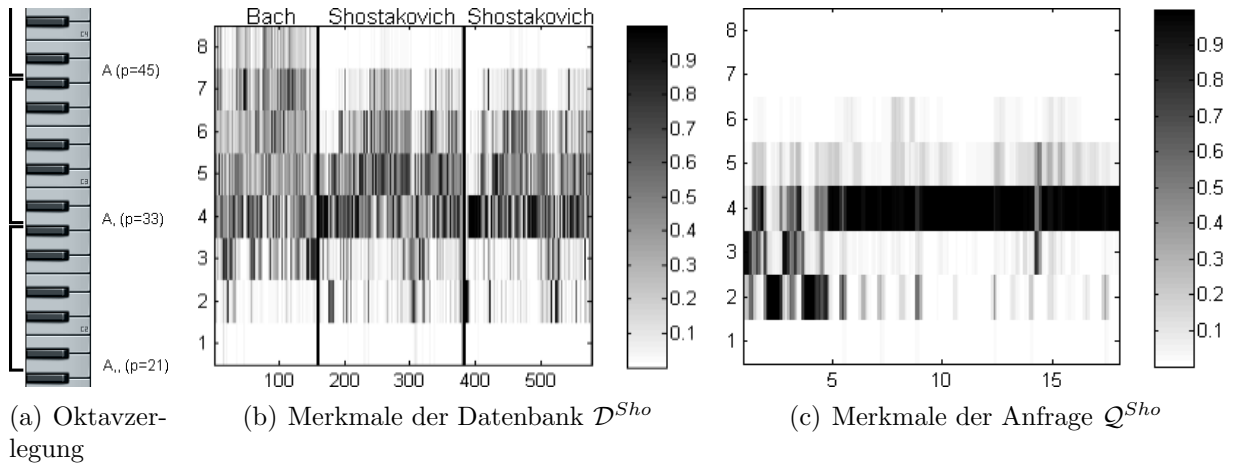 Bach Shostakovich Shostakovich
C4
A (p=45)
A, (p=33)
C3
A,, (p=21)
C2
8
7
6
5
4
3
2
1
100 200 300 400 500
0.9
0.8
0.7
0.6
0.5
0.4
0.3
0.2
0.1
8
7
6
5
4
3
2
1
5 10 15
0.9
0.8
0.7
0.6
0.5
0.4
0.3
0.2
0.1
(a) Oktavzer-
legung
(b) Merkmale der Datenbank D^Sho
(c) Merkmale der Anfrage Q^Sho